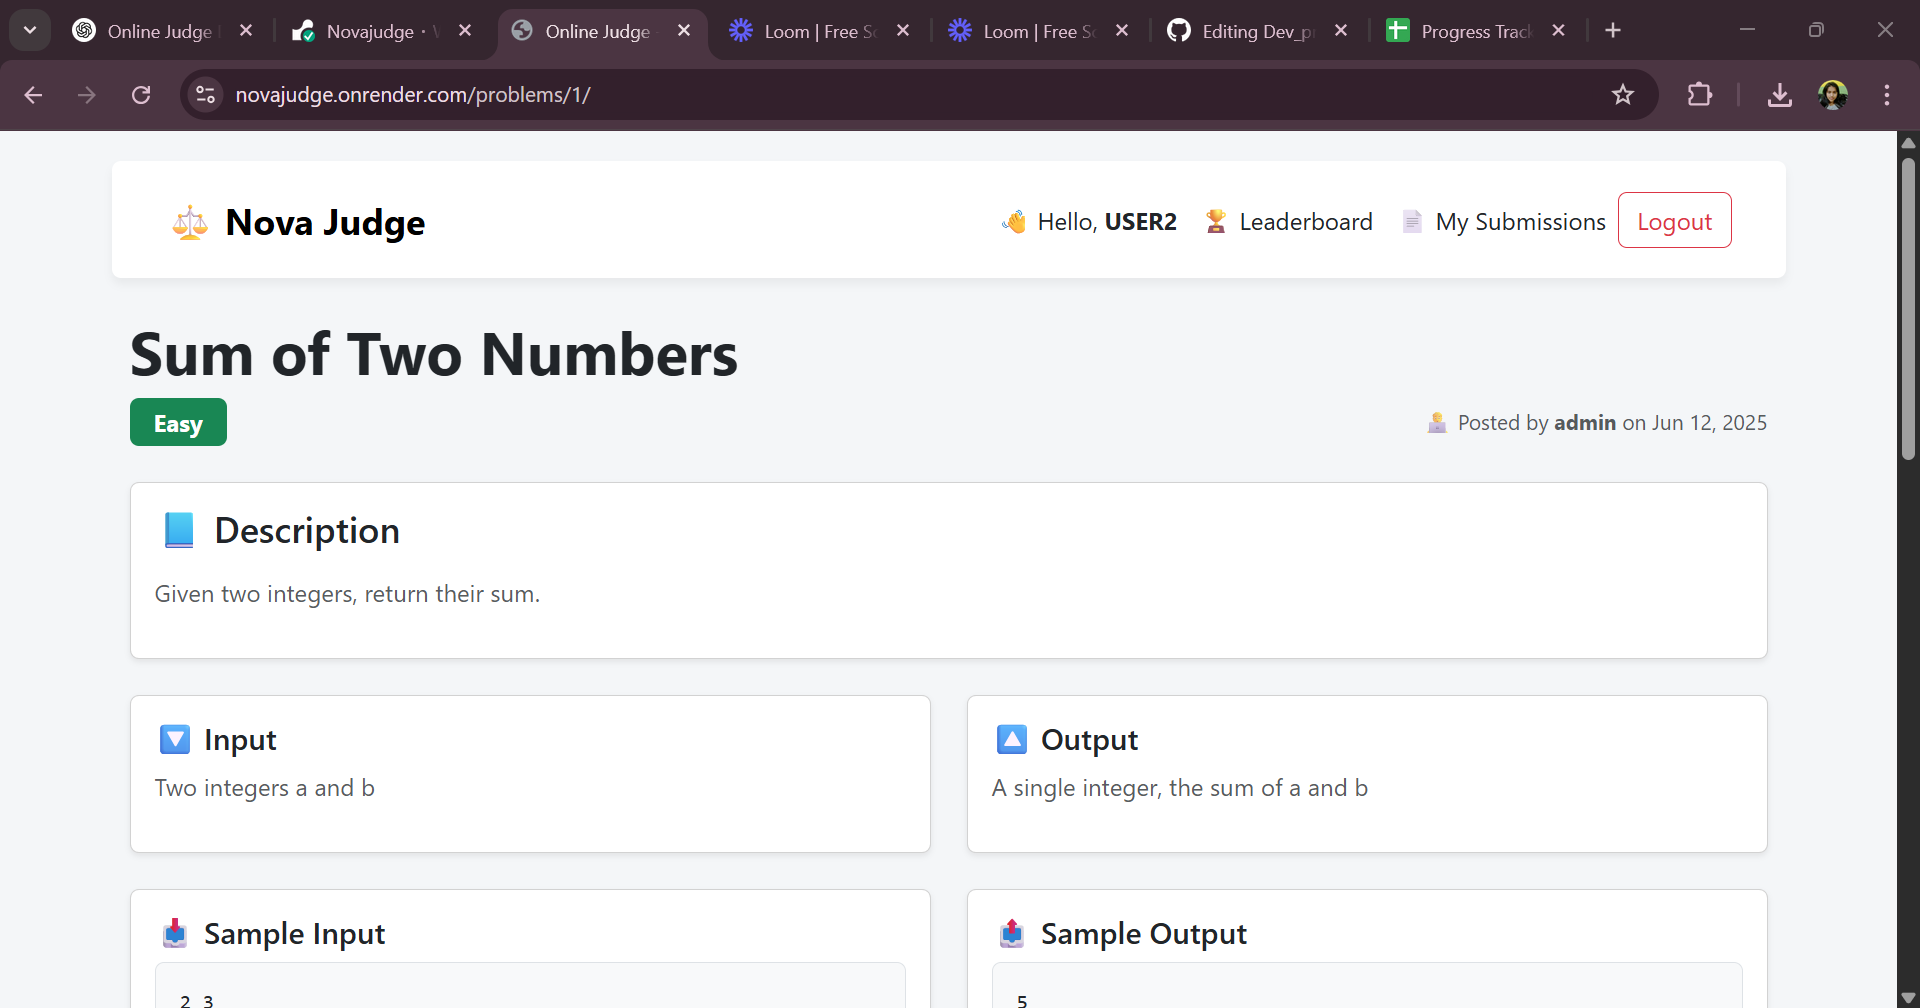 Online Judge
Novajudge ·
Online Judge
Loom | Free Sc
Loom | Free Sc
Editing Dev_p
Progress Track
novajudge.onrender.com/problems/1/
Nova Judge
Hello, USER2
Leaderboard
My Submissions
Logout
Sum of Two Numbers
Easy
Posted by admin on Jun 12, 2025
Description
Given two integers, return their sum.
Input
Two integers a and b
Output
A single integer, the sum of a and b
Sample Input
2 3
Sample Output
5